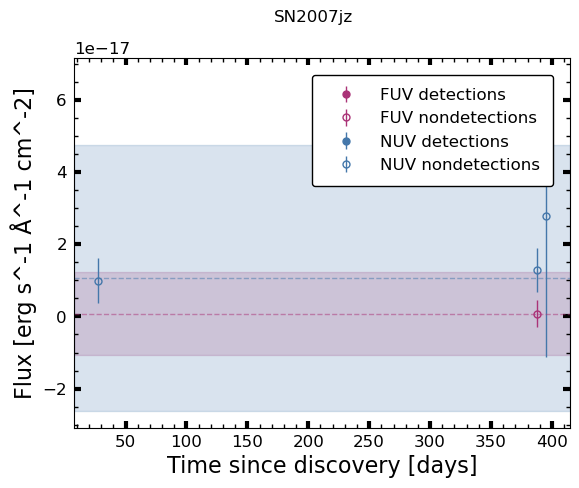 SN2007jz
1e−17
Flux [erg s^-1 Å^-1 cm^-2]
6
4
2
0
−2
FUV detections
FUV nondetections
NUV detections
NUV nondetections
50 100 150 200 250 300 350 400
Time since discovery [days]